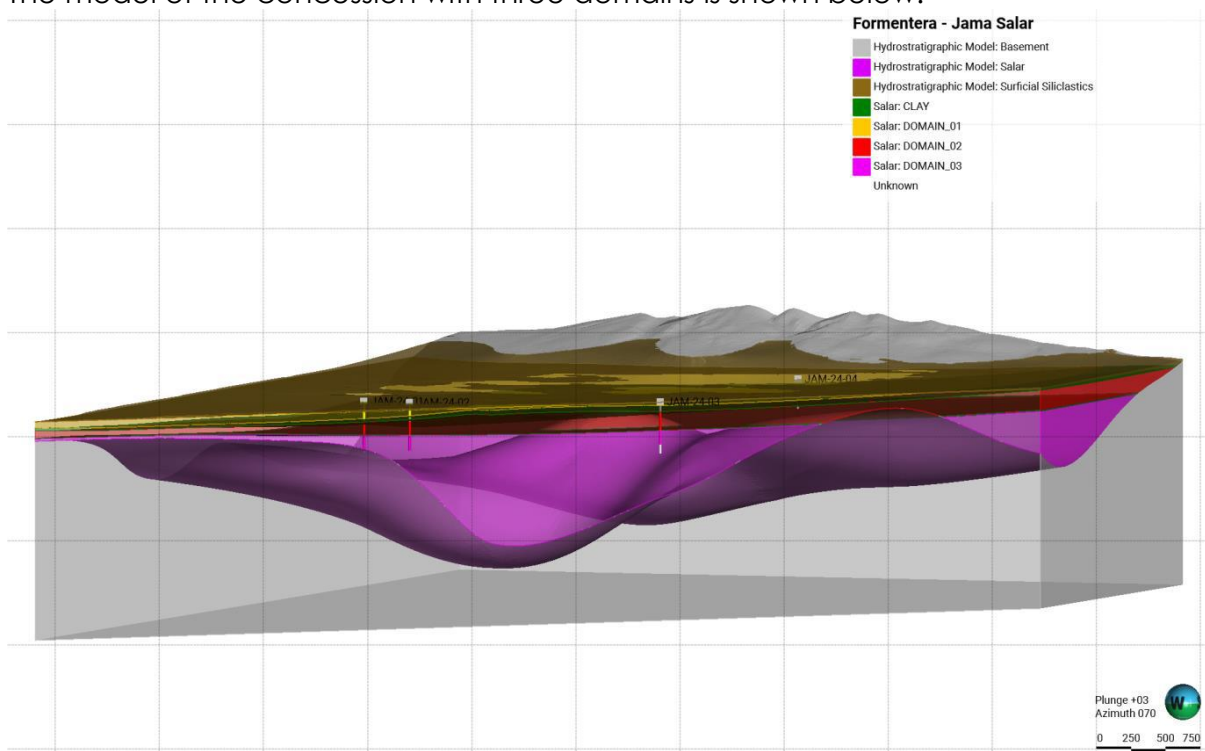 The model of the concession with three domains is shown below.
Formentera - Jama Salar
Hydrostratigraphic Model: Basement
Hydrostratigraphic Model: Salar
Hydrostratigraphic Model: Surficial Siliclastics
Salar: CLAY
Salar: DOMAIN_01
Salar: DOMAIN_02
Salar: DOMAIN_03
Unknown
JAM-24-04
JAM-24-02
JAM-24-03
Plunge +03
Azimuth 070
W
0 250 500 750